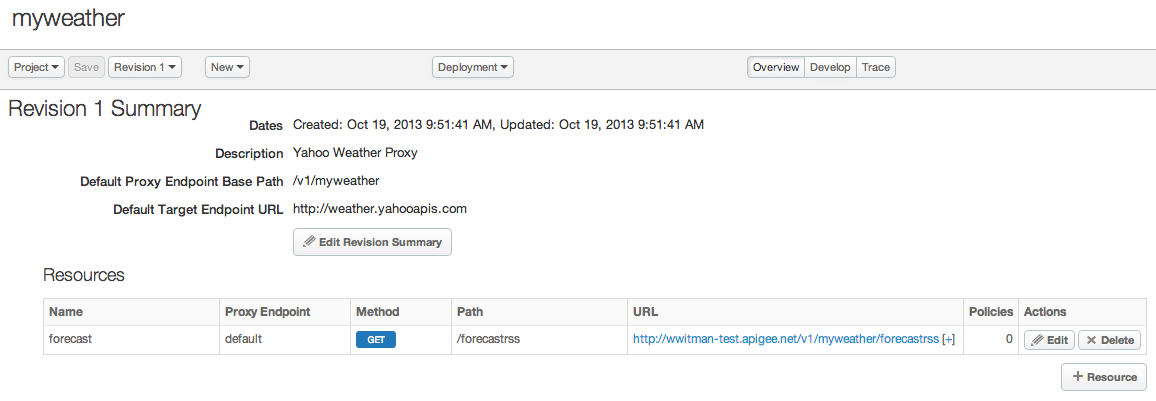 myweather
Project Save Revision 1 New Deployment Overview Develop Trace
Revision 1 Summary
Dates Created: Oct 19, 2013 9:51:41 AM, Updated: Oct 19, 2013 9:51:41 AM
Description Yahoo Weather Proxy
Default Proxy Endpoint Base Path /v1/myweather
Default Target Endpoint URL http://weather.yahooapis.com
Edit Revision Summary
Resources
Name Proxy Endpoint Method Path URL Policies Actions
forecast default GET /forecastrss http://wwitman-test.apigee.net/v1/myweather/forecastrss [+] 0 Edit × Delete
+ Resource